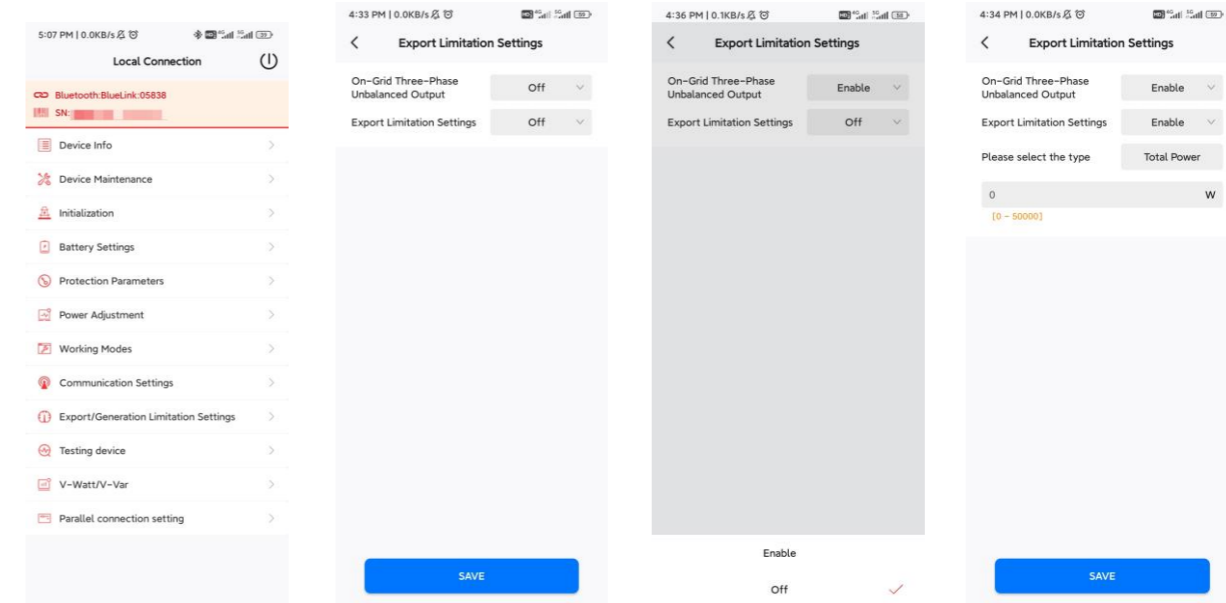 5:07 PM | 0.0KB/s
Local Connection
Bluetooth:BlueLink:05838
SN:
Device Info
Device Maintenance
Initialization
Battery Settings
Protection Parameters
Power Adjustment
Working Modes
Communication Settings
Export/Generation Limitation Settings
Testing device
V-Watt/V-Var
Parallel connection setting
4:33 PM | 0.0KB/s
Export Limitation Settings
On-Grid Three-Phase
Unbalanced Output
Off
Export Limitation Settings
Off
SAVE
4:36 PM | 0.1KB/s
Export Limitation Settings
On-Grid Three-Phase
Unbalanced Output
Enable
Export Limitation Settings
Off
Enable
Off
4:34 PM | 0.0KB/s
Export Limitation Settings
On-Grid Three-Phase
Unbalanced Output
Enable
Export Limitation Settings
Enable
Please select the type
Total Power
0 W
[0 - 50000]
SAVE